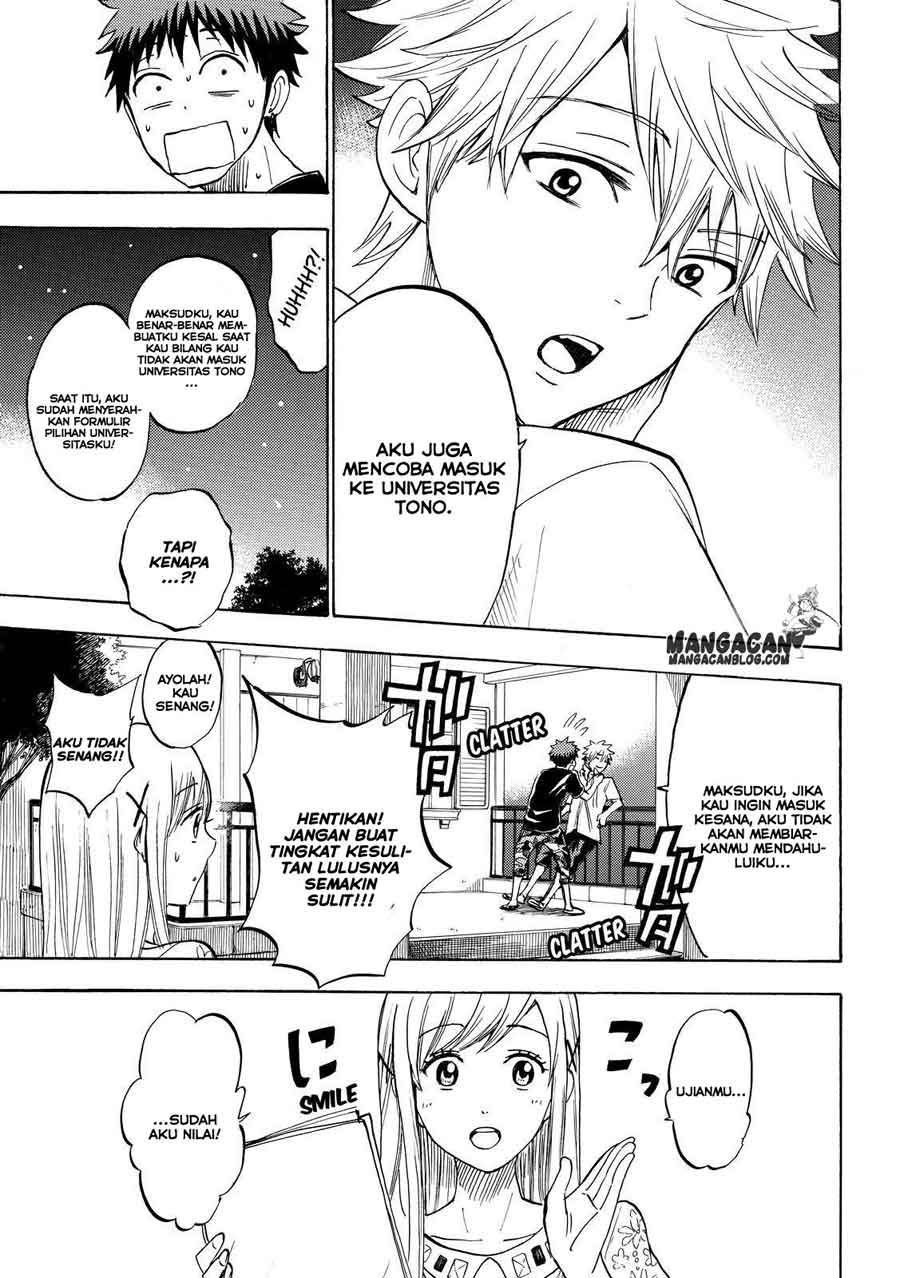 AKU JUGA
MENCOBA MASUK
KE UNIVERSITAS
TONO.
HUHHH?!
MAKSUDKU, KAU
BENAR-BENAR MEM-
BUATKU KESAL SAAT
KAU BILANG KAU
TIDAK AKAN MASUK
UNIVERSITAS TONO
...
SAAT ITU, AKU
SUDAH MENYERAH-
KAN FORMULIR
PILIHAN UNIVER-
SITASKU!
TAPI
KENAPA
...?!
MANGACAN
MANGACANBLOG.COM
MAKSUDKU, JIKA
KAU INGIN MASUK
KESANA, AKU TIDAK
AKAN MEMBIAR-
KANMU MENDAHU-
LUIKU...
ガタ
CLATTER
ガタ
CLATTER
HENTIKAN!
JANGAN BUAT
TINGKAT KESULI-
TAN LULUSNYA
SEMAKIN
SULIT!!!
AYOLAH!
KAU
SENANG!
AKU TIDAK
SENANG!!
UJIANMU...
こっ
に
SMILE
...SUDAH
AKU NILAI!